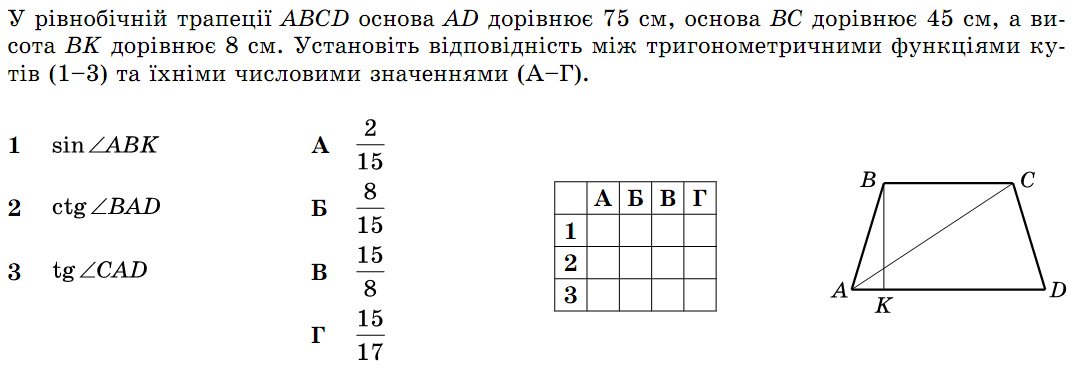 У рівнобічній трапеції ABCD основа AD дорівнює 75 см, основа BC дорівнює 45 см, а ви-
сота BK дорівнює 8 см. Установіть відповідність між тригонометричними функціями ку-
тів (1–3) та їхніми числовими значеннями (А–Г).
1 sin∠ABK
2 ctg∠BAD
3 tg∠CAD
А 2/15
Б 8/15
В 15/8
Г 15/17
А Б В Г
1
2
3
B C
A K D